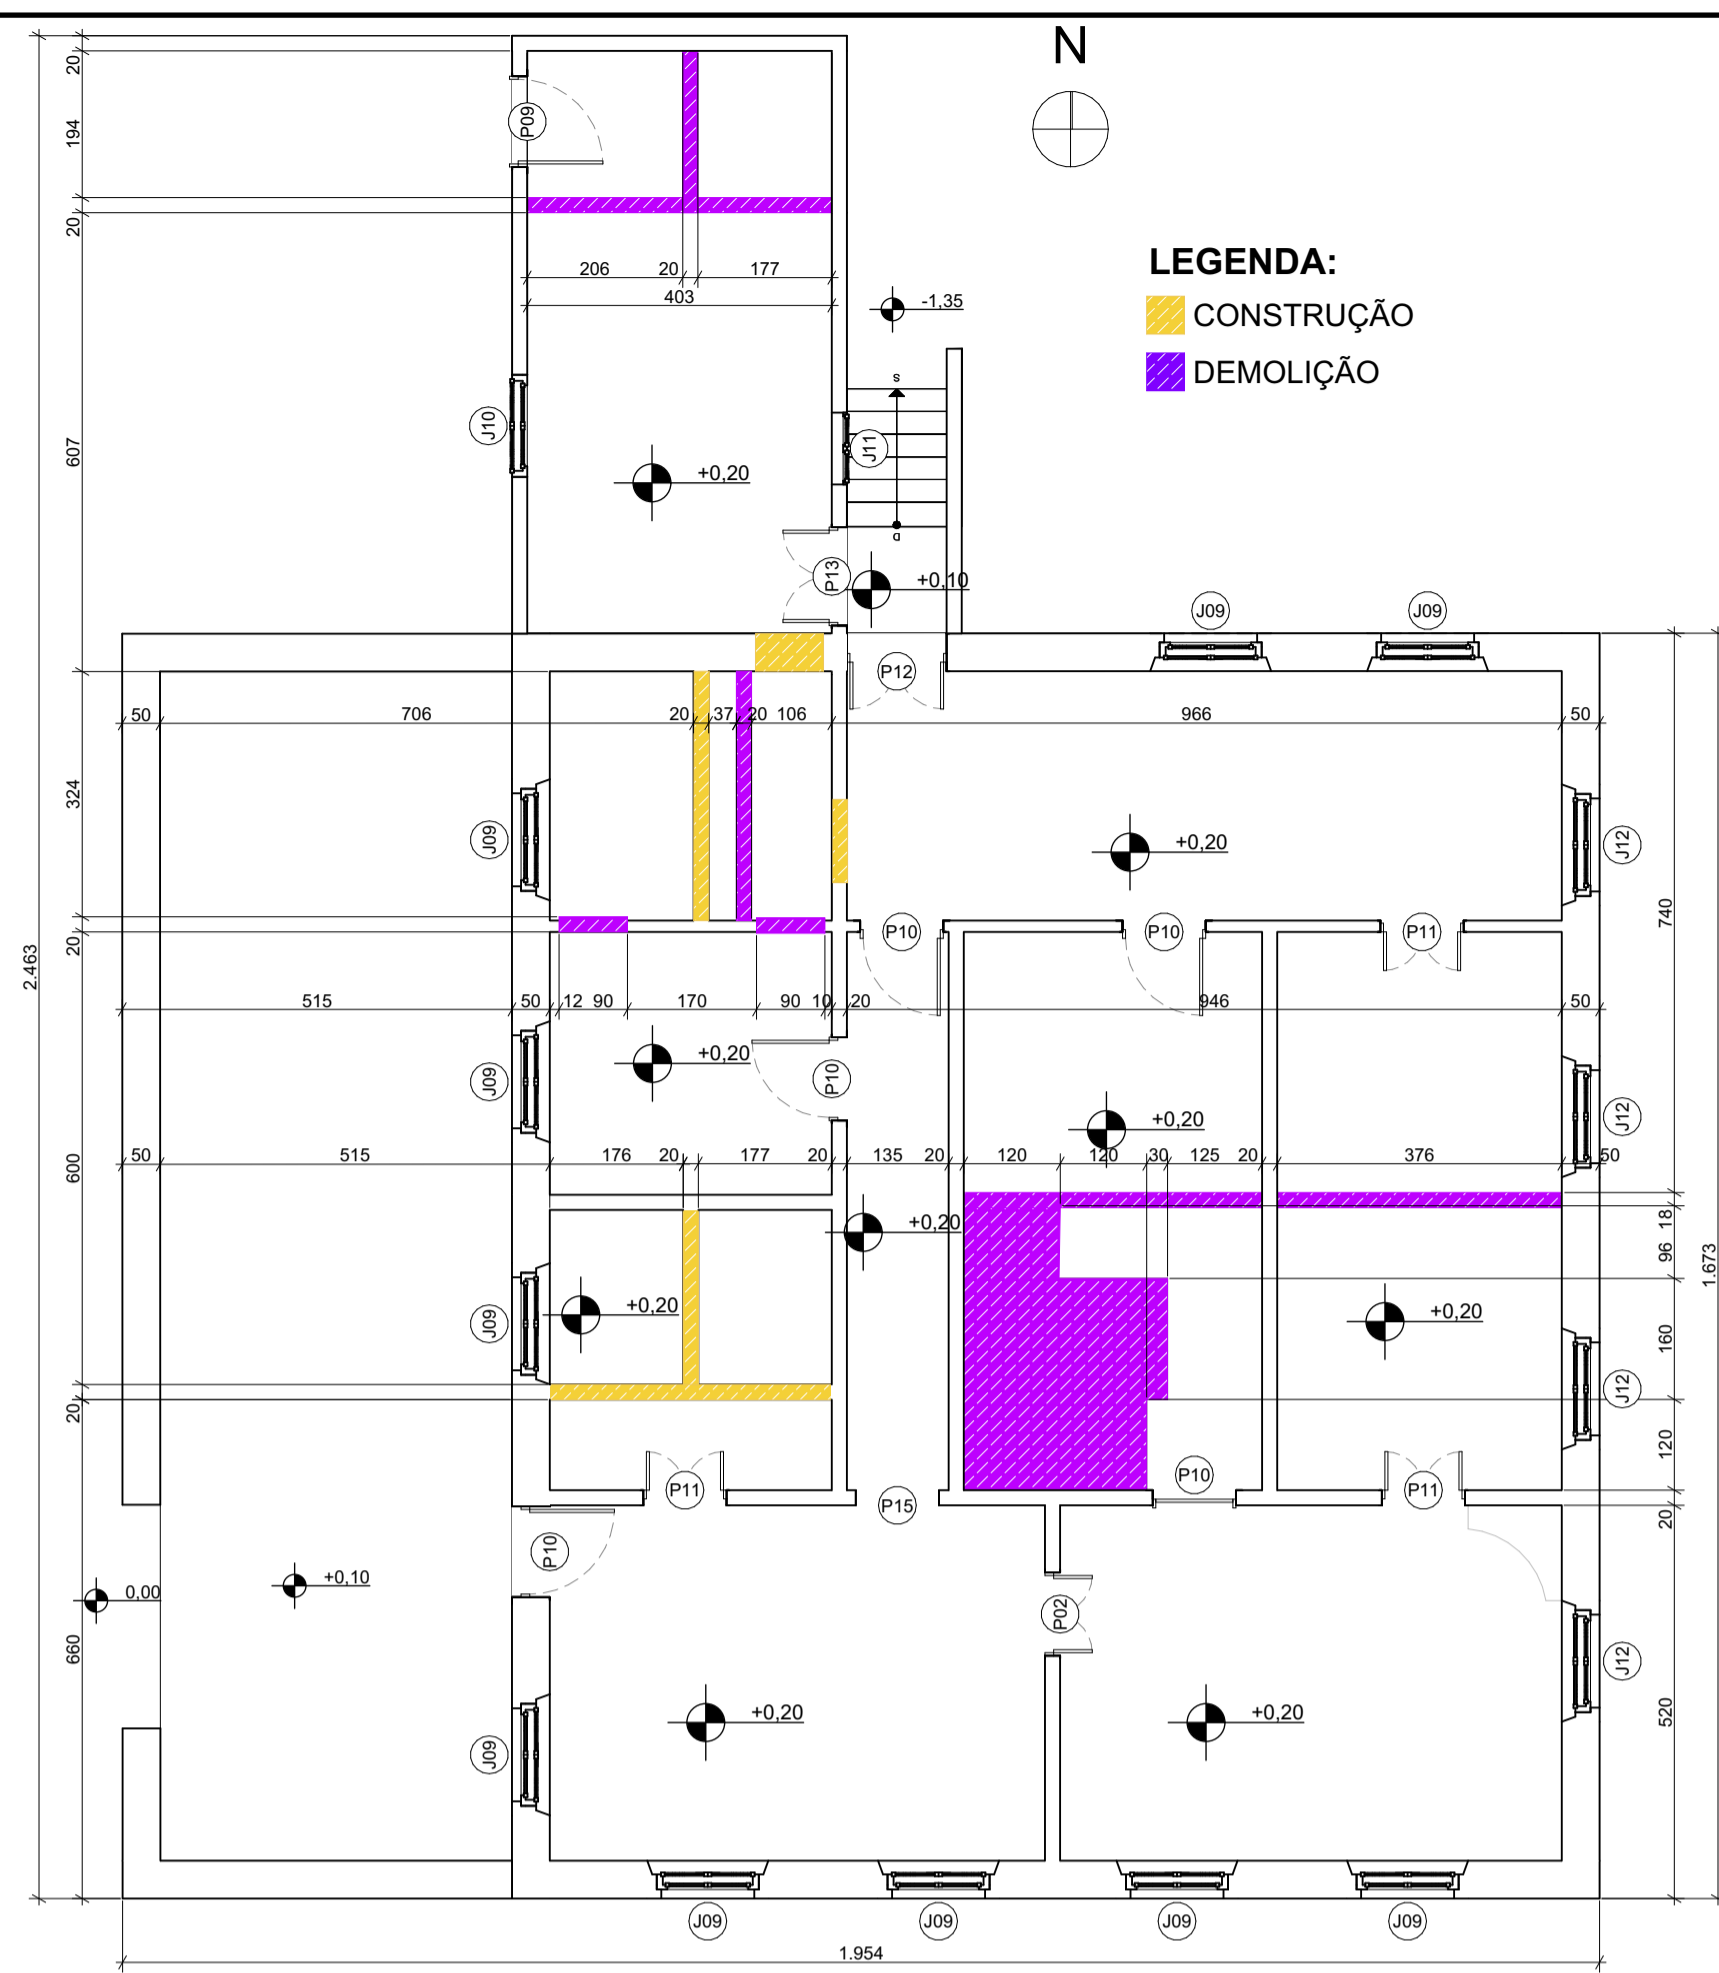 N
20
194
P09
20
206 20 177
403
LEGENDA:
CONSTRUÇÃO
DEMOLIÇÃO
-1,35
S
J10
J11
607
+0,20
D
P13
+0,10
J09 J09
P12
50 706 20 37 20 106 966 50
324
J09
+0,20
J12
740
20
P10 P10 P11
2.463
515 50 12 90 170 90 10 20 946 50
+0,20
J09
P10
+0,20
J12
600
50 515 176 20 177 20 135 20 120 120 30 125 20 376 50
18
+0,20
96
1.673
J09
+0,20
+0,20
160
J12
20
120
P11
P15
P10
P11
20
P10
+0,10
0,00
P02
660
J12
+0,20
+0,20
520
J09
J09 J09 J09 J09
1.954